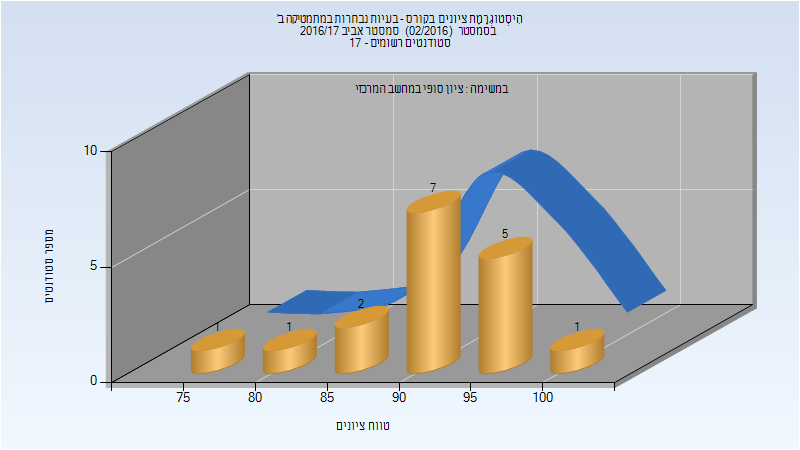 הִיסְטוֹגְרָמַת ציונים בקורס - בעיות נבחרות במתמטיקה ב'
בסמסטר (02/2016) סמסטר אביב 2016/17
סטודנטים רשומים - 17
במשימה : ציון סופי במחשב המרכזי
מספר סטודנטים
10
5
0
1
1
2
7
5
1
75
80
85
90
95
100
טווח ציונים